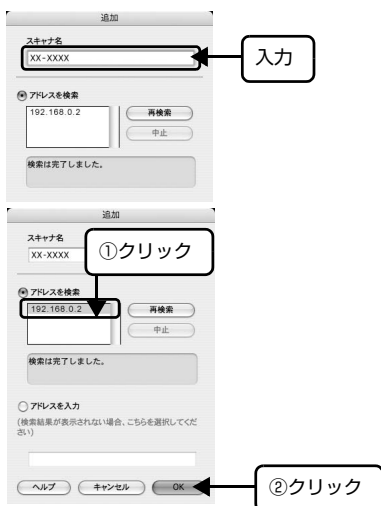 追加
スキャナ名
XX-XXXX
入力
アドレスを検索
192.168.0.2
再検索
中止
検索は完了しました。
追加
スキャナ名
XX-XXXX
①クリック
アドレスを検索
192.168.0.2
再検索
中止
検索は完了しました。
アドレスを入力
(検索結果が表示されない場合、こちらを選択してくだ
さい)
ヘルプ
キャンセル
OK
②クリック